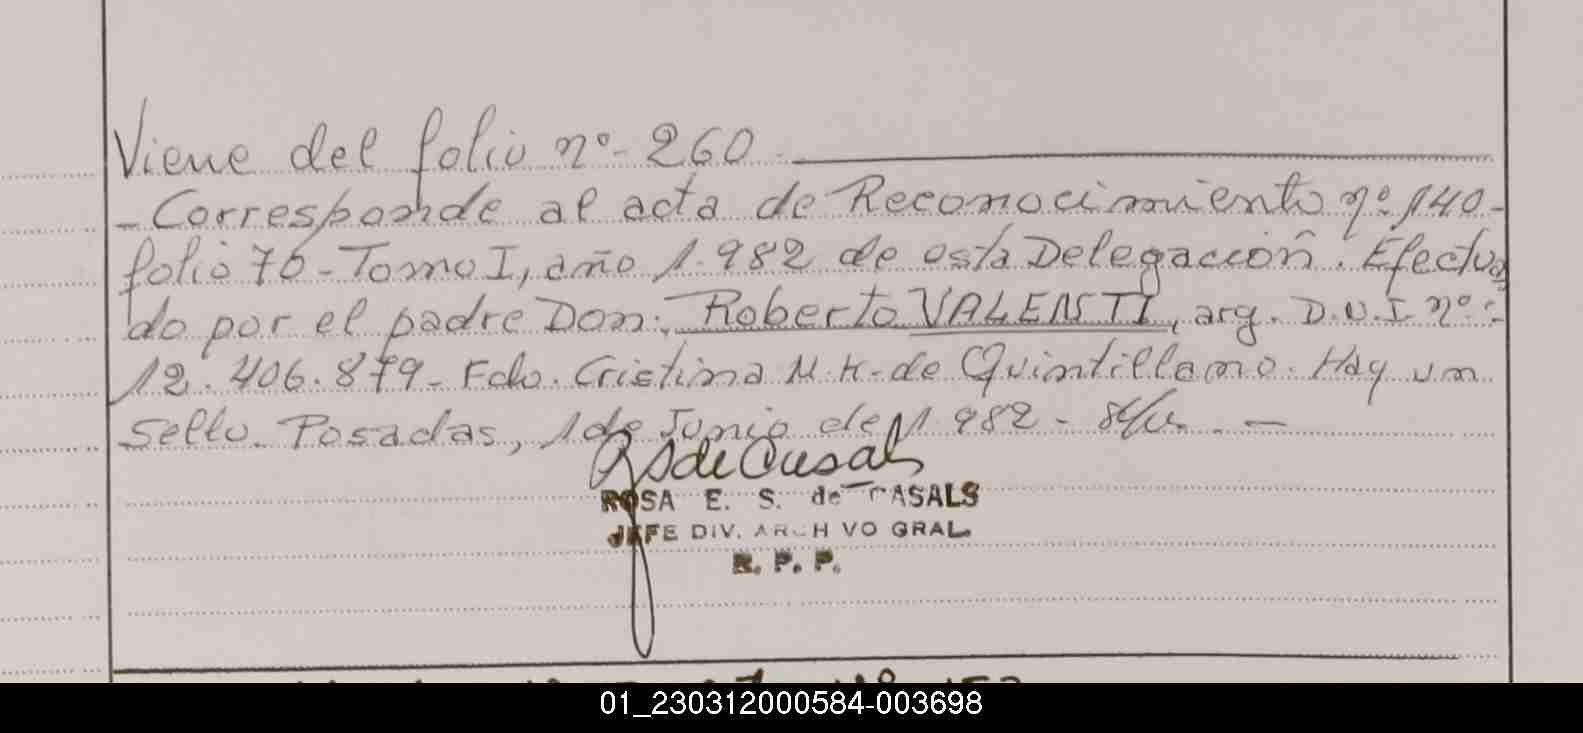 Viene del folio nº 260
- Corresponde al acta de Reconocimiento nº 140 -
folio 76 - Tomo I, año 1.982 de esta Delegación. Efectua
do por el padre Don: Roberto VALENTI, arg. D.N.I nº:
12.406.879 - Fdo. Cristina M. K. de Quintillano. Hay un
Sello. Posadas, 1 de Junio de 1.982 -
RSdeCasals
ROSA E. S. de CASALS
JEFE DIV. ARCHIVO GRAL.
R. P. P.
01_230312000584-003698